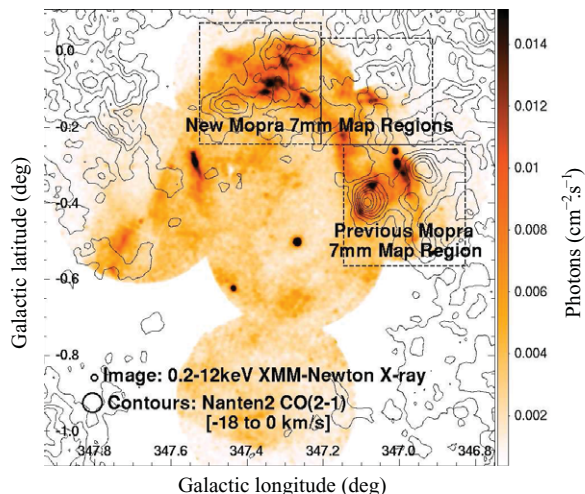 0.0
-0.2
-0.4
-0.6
-0.8
-1.0
Galactic latitude (deg)
New Mopra 7mm Map Regions
Previous Mopra
7mm Map Region
Image: 0.2-12keV XMM-Newton X-ray
Contours: Nanten2 CO(2-1)
[-18 to 0 km/s]
347.8 347.6 347.4 347.2 347.0 346.8
Galactic longitude (deg)
0.014
0.012
0.010
0.008
0.006
0.004
0.002
Photons (cm⁻².s⁻¹)